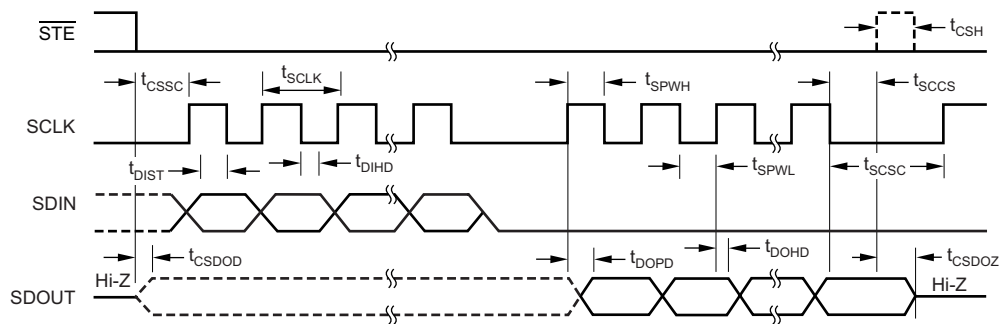 STE
tCSH
tCSSC
tSCLK
tSPWH
tSCCS
SCLK
tDIST
tDIHD
tSPWL
tSCSC
SDIN
tCSDOD
tDOPD
tDOHD
tCSDOZ
Hi-Z
Hi-Z
SDOUT